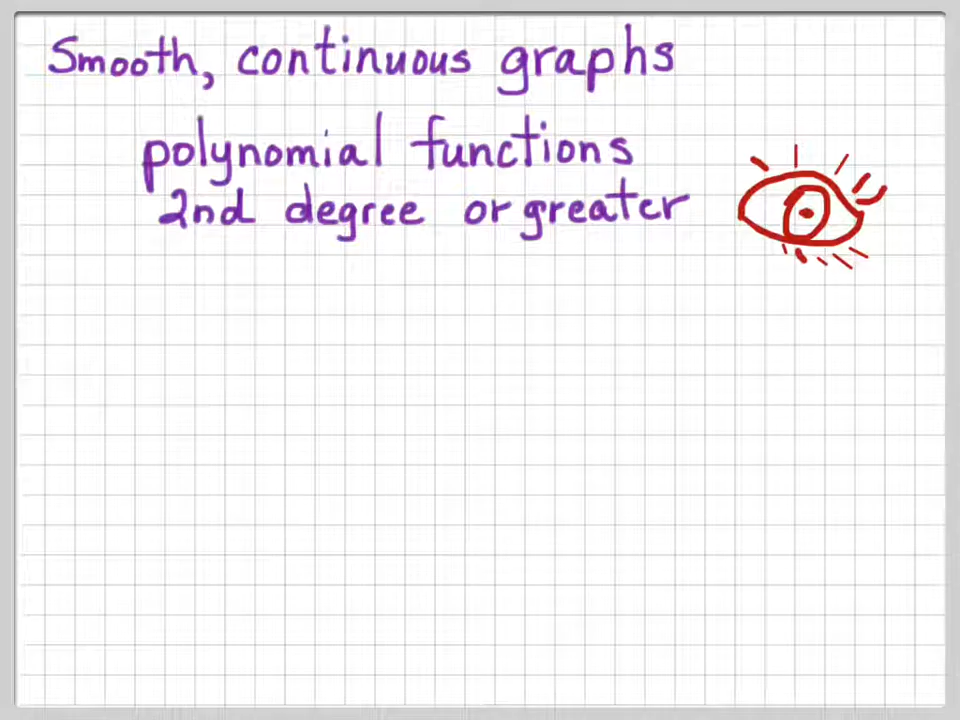 Smooth, continuous graphs
polynomial functions
2nd degree or greater